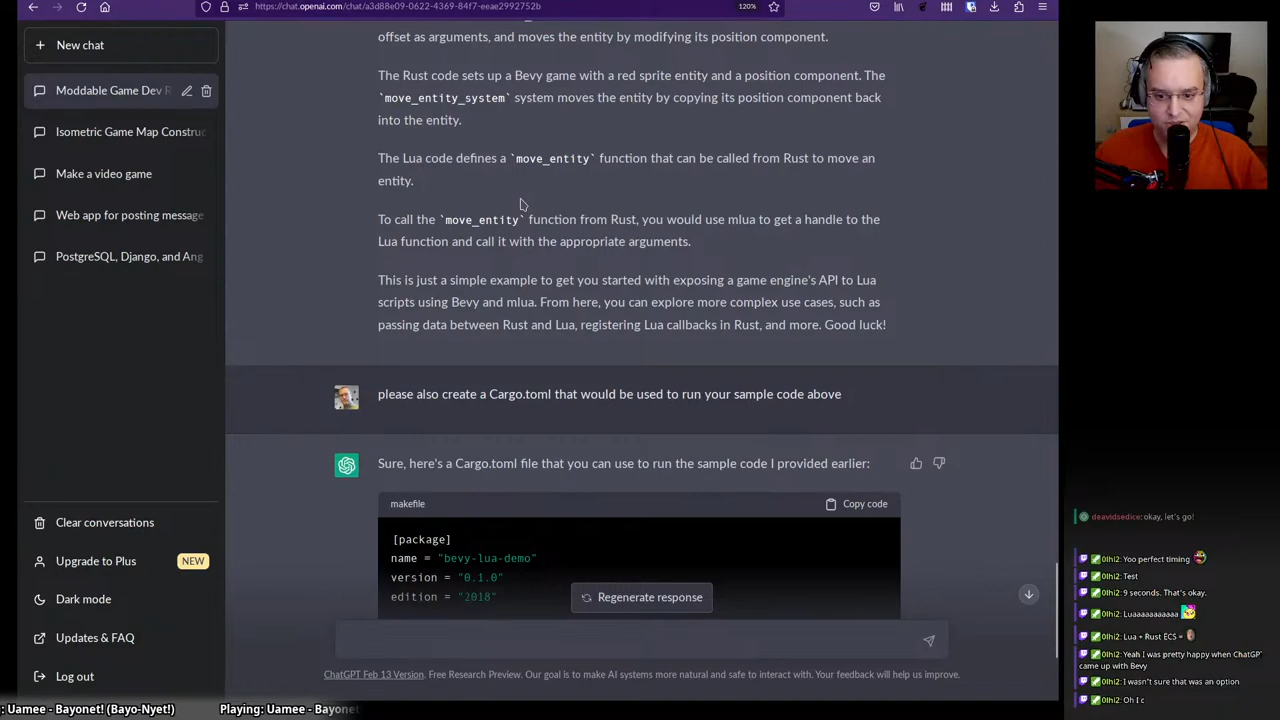 https://chat.openai.com/chat/a3d88e09-0622-4369-84f7-eeae2992752b
120%
New chat
Moddable Game Dev R
Isometric Game Map Construc
Make a video game
Web app for posting message
PostgreSQL, Django, and Ang
Clear conversations
Upgrade to Plus
NEW
Dark mode
Updates & FAQ
Log out
offset as arguments, and moves the entity by modifying its position component.
The Rust code sets up a Bevy game with a red sprite entity and a position component. The
`move_entity_system` system moves the entity by copying its position component back
into the entity.
The Lua code defines a `move_entity` function that can be called from Rust to move an
entity.
To call the `move_entity` function from Rust, you would use mlua to get a handle to the
Lua function and call it with the appropriate arguments.
This is just a simple example to get you started with exposing a game engine's API to Lua
scripts using Bevy and mlua. From here, you can explore more complex use cases, such as
passing data between Rust and Lua, registering Lua callbacks in Rust, and more. Good luck!
please also create a Cargo.toml that would be used to run your sample code above
Sure, here's a Cargo.toml file that you can use to run the sample code I provided earlier:
makefile
Copy code
[package]
name = "bevy-lua-demo"
version = "0.1.0"
edition = "2018"
Regenerate response
ChatGPT Feb 13 Version. Free Research Preview. Our goal is to make AI systems more natural and safe to interact with. Your feedback will help us improve.
deavidsedice: okay, let's go!
0lhi2: Yoo perfect timing
0lhi2: Test
0lhi2: 9 seconds. That's okay.
0lhi2: Luaaaaaaaaaa
0lhi2: Lua + Rust ECS =
0lhi2: Yeah I was pretty happy when ChatGP
came up with Bevy
0lhi2: I wasn't sure that was an option
0lhi2: Oh I c
: Uamee - Bayonet! (Bayo-Nyet!)
Playing: Uamee - Bayonet